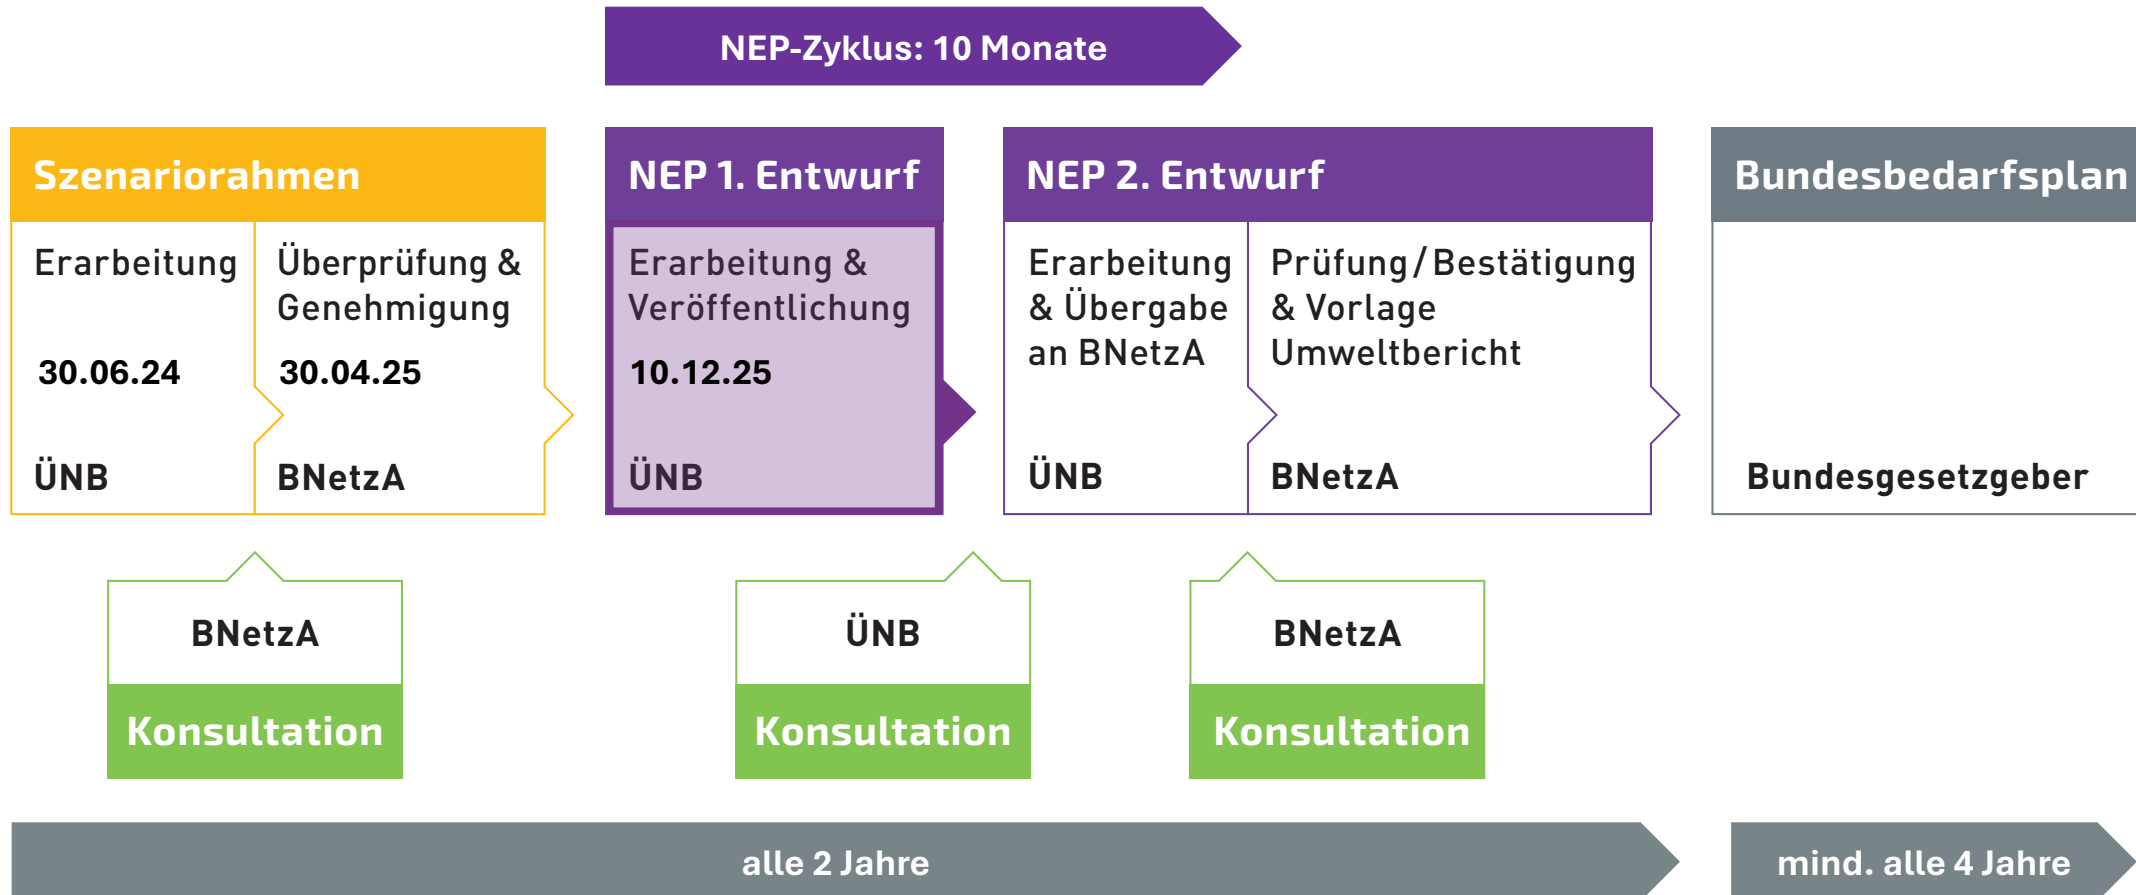 NEP-Zyklus: 10 Monate
Szenariorahmen
Erarbeitung
30.06.24
ÜNB
Überprüfung &
Genehmigung
30.04.25
BNetzA
NEP 1. Entwurf
Erarbeitung &
Veröffentlichung
10.12.25
ÜNB
NEP 2. Entwurf
Erarbeitung
& Übergabe
an BNetzA
ÜNB
Prüfung/Bestätigung
& Vorlage
Umweltbericht
BNetzA
Bundesbedarfsplan
Bundesgesetzgeber
BNetzA
Konsultation
ÜNB
Konsultation
BNetzA
Konsultation
alle 2 Jahre
mind. alle 4 Jahre